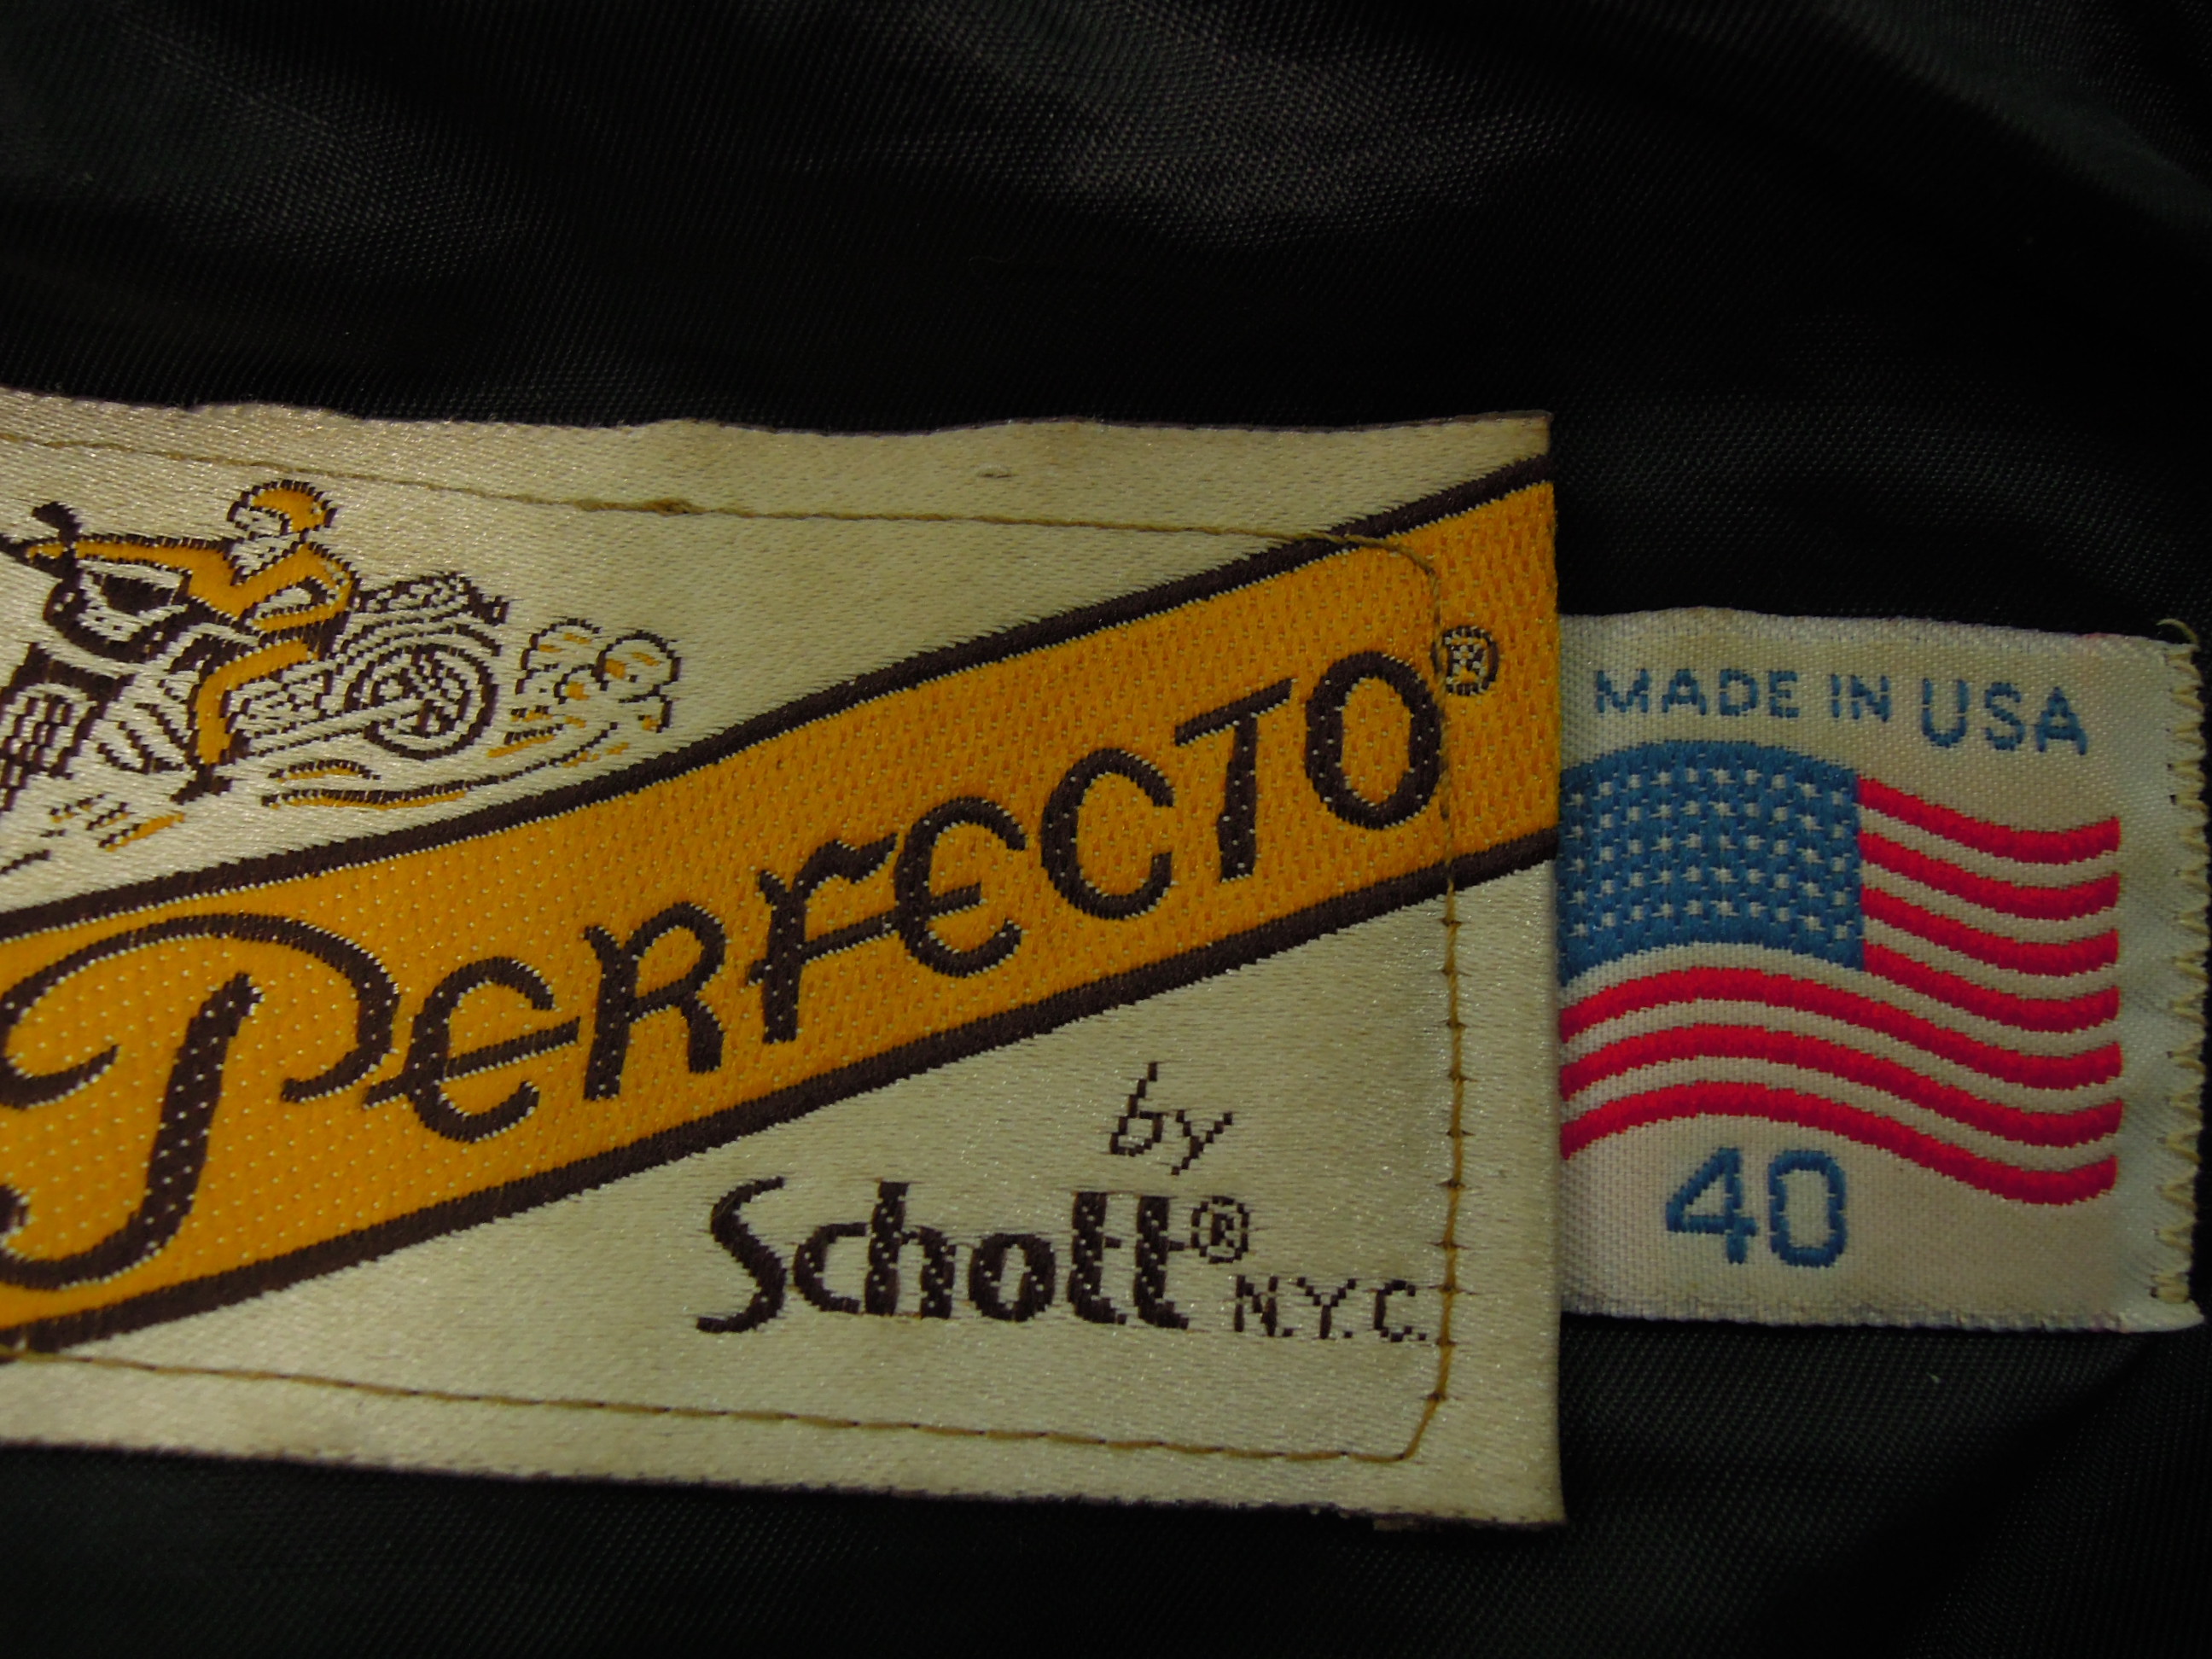 PERFECTO®
by
Schott® N.Y.C.
MADE IN USA
40